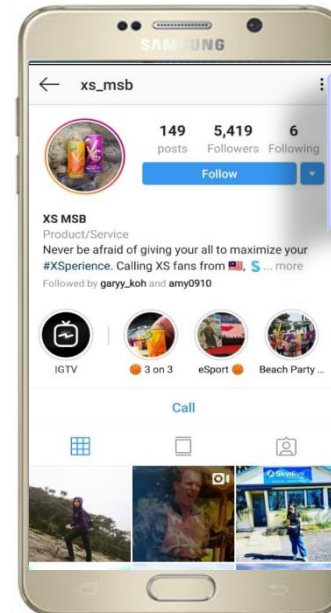 SAMSUNG
xs_msb
149 5,419 6
posts Followers Following
Follow
XS MSB
Product/Service
Never be afraid of giving your all to maximize your
#XSperience. Calling XS fans from 🇲🇾, S ... more
Followed by garyy_koh and amy0910
IGTV 3 on 3 eSport Beach Party ...
Call